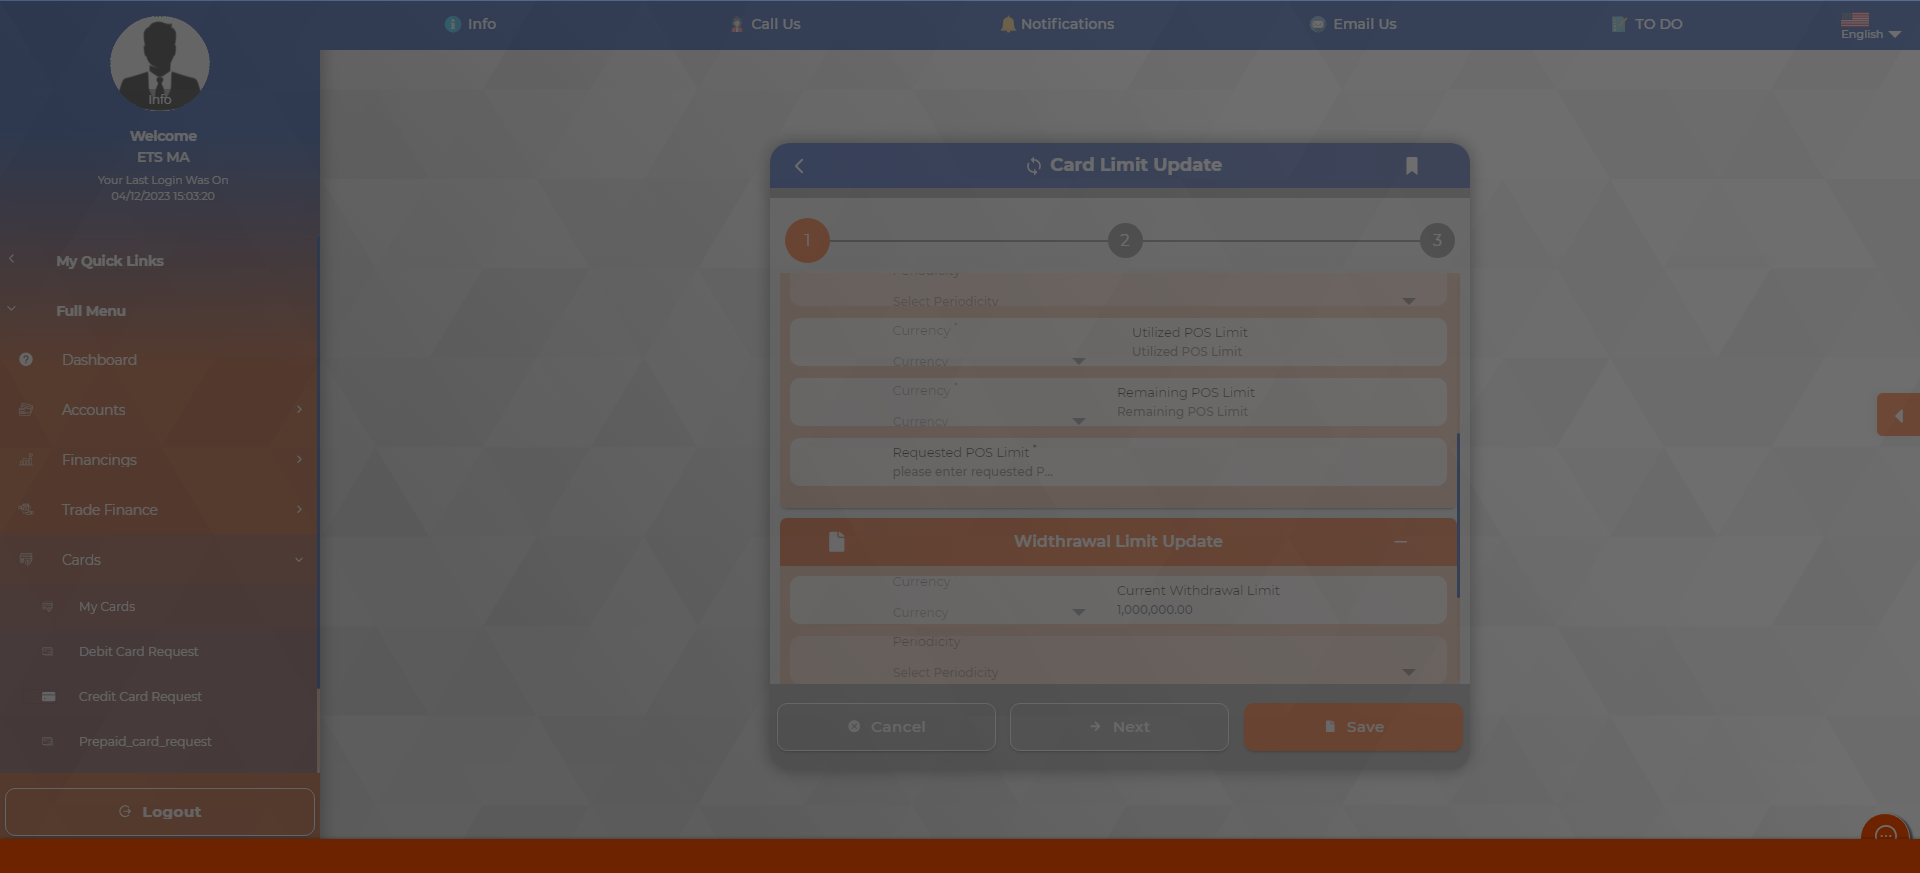 Info
Call Us
Notifications
Email Us
TO DO
English
Info
Welcome
ETS MA
Your Last Login Was On
04/12/2023 15:03:20
My Quick Links
Full Menu
Dashboard
Accounts
Financings
Trade Finance
Cards
My Cards
Debit Card Request
Credit Card Request
Prepaid_card_request
Logout
Card Limit Update
1
2
3
Periodicity
Select Periodicity
Currency *
Currency
Utilized POS Limit
Utilized POS Limit
Currency *
Currency
Remaining POS Limit
Remaining POS Limit
Requested POS Limit *
please enter requested P...
Widthrawal Limit Update
Currency
Currency
Current Withdrawal Limit
1,000,000.00
Periodicity
Select Periodicity
Cancel
Next
Save